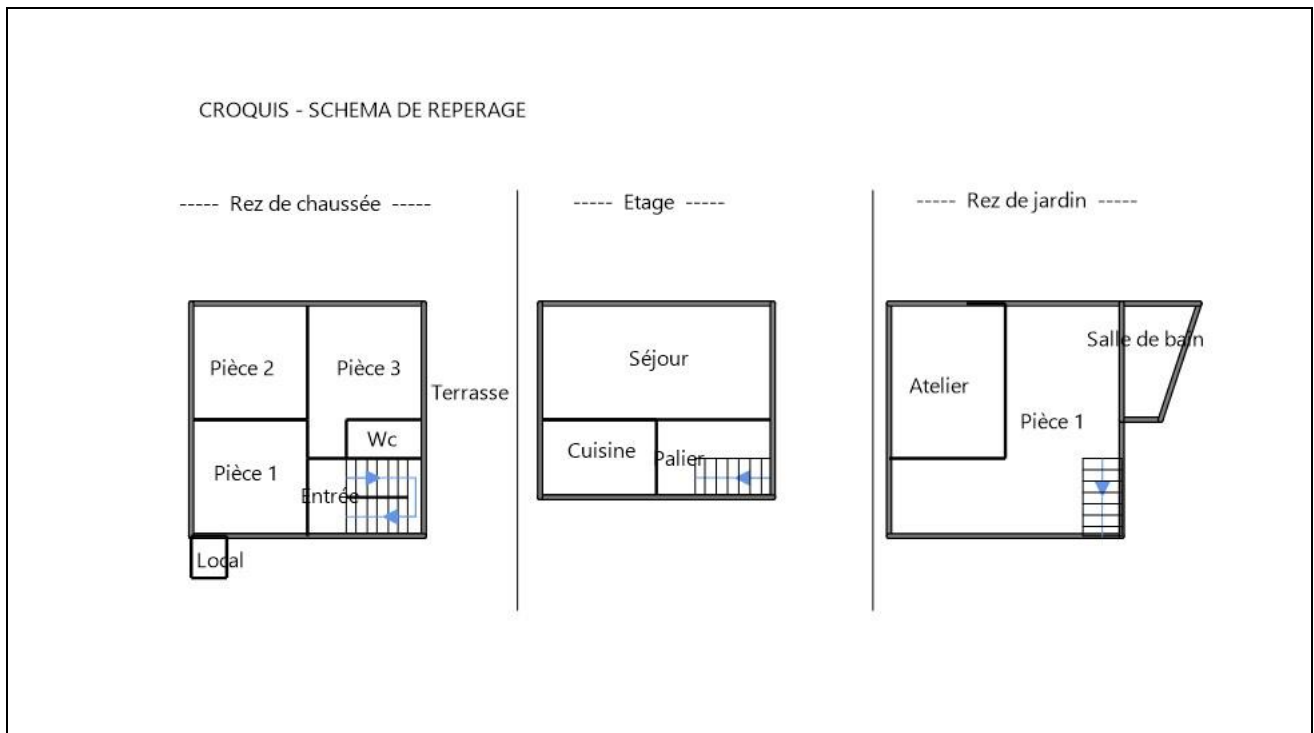 CROQUIS - SCHEMA DE REPERAGE
----- Rez de chaussée -----
Pièce 2
Pièce 3
Terrasse
Wc
Pièce 1
Entrée
Local
----- Etage -----
Séjour
Cuisine
Palier
----- Rez de jardin -----
Salle de bain
Atelier
Pièce 1